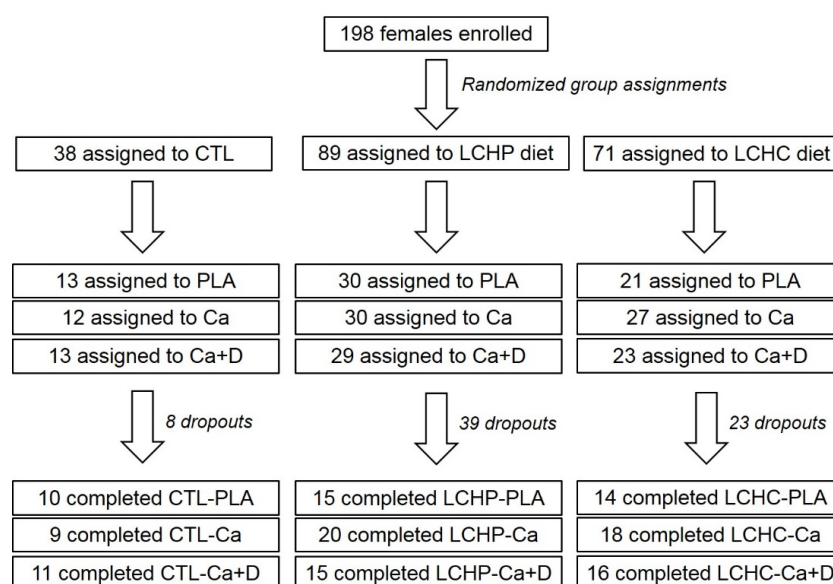 198 females enrolled
Randomized group assignments
38 assigned to CTL
89 assigned to LCHP diet
71 assigned to LCHC diet
13 assigned to PLA
30 assigned to PLA
21 assigned to PLA
12 assigned to Ca
30 assigned to Ca
27 assigned to Ca
13 assigned to Ca+D
29 assigned to Ca+D
23 assigned to Ca+D
8 dropouts
39 dropouts
23 dropouts
10 completed CTL-PLA
15 completed LCHP-PLA
14 completed LCHC-PLA
9 completed CTL-Ca
20 completed LCHP-Ca
18 completed LCHC-Ca
11 completed CTL-Ca+D
15 completed LCHP-Ca+D
16 completed LCHC-Ca+D